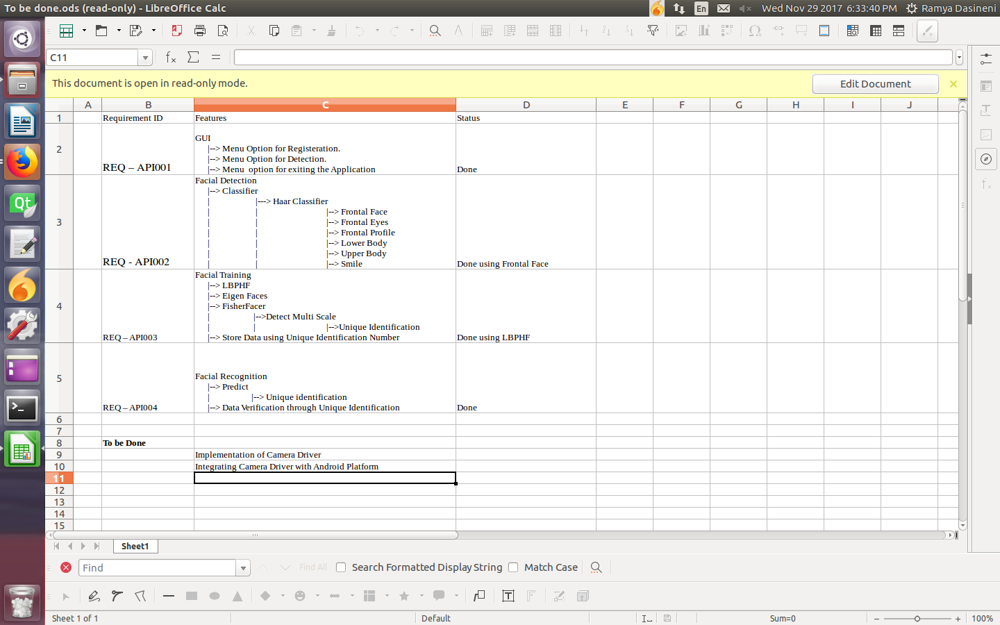 To be done.ods (read-only) - LibreOffice Calc
En
Wed Nov 29 2017 6:33:40 PM
Ramya Dasineni
C11
This document is open in read-only mode.
Edit Document
A B C D E F G H I J
1 Requirement ID Features Status
2
GUI
|--> Menu Option for Registeration.
|--> Menu Option for Detection.
|--> Menu option for exiting the Application
REQ – API001
Done
3
Facial Detection
|--> Classifier
| |---> Haar Classifier
| | |--> Frontal Face
| | |--> Frontal Eyes
| | |--> Frontal Profile
| | |--> Lower Body
| | |--> Upper Body
| | |--> Smile
REQ - API002
Done using Frontal Face
4
Facial Training
|--> LBPHF
|--> Eigen Faces
|--> FisherFacer
| |-->Detect Multi Scale
| | |-->Unique Identification
|--> Store Data using Unique Identification Number
REQ – API003
Done using LBPHF
5
Facial Recognition
|--> Predict
| |--> Unique identification
|--> Data Verification through Unique Identification
REQ – API004
Done
6
7
8 To be Done
9 Implementation of Camera Driver
10 Integrating Camera Driver with Android Platform
11
12
13
14
15
Sheet1
Find
Find All
Search Formatted Display String
Match Case
Sheet 1 of 1
Default
Sum=0
100%